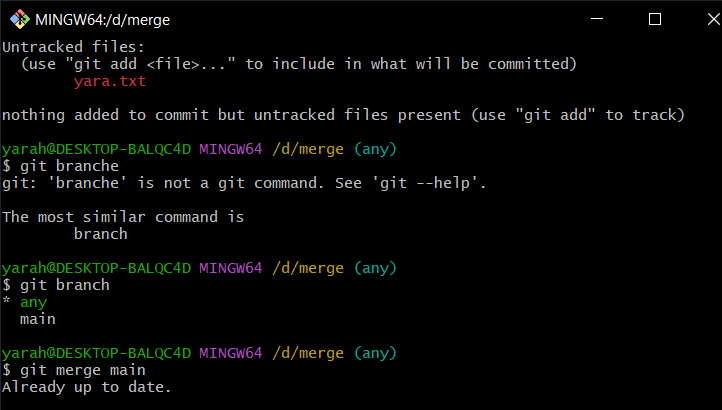 MINGW64:/d/merge
Untracked files:
  (use "git add <file>..." to include in what will be committed)
        yara.txt

nothing added to commit but untracked files present (use "git add" to track)

yarah@DESKTOP-BALQC4D MINGW64 /d/merge (any)
$ git branche
git: 'branche' is not a git command. See 'git --help'.

The most similar command is
        branch

yarah@DESKTOP-BALQC4D MINGW64 /d/merge (any)
$ git branch
* any
  main

yarah@DESKTOP-BALQC4D MINGW64 /d/merge (any)
$ git merge main
Already up to date.